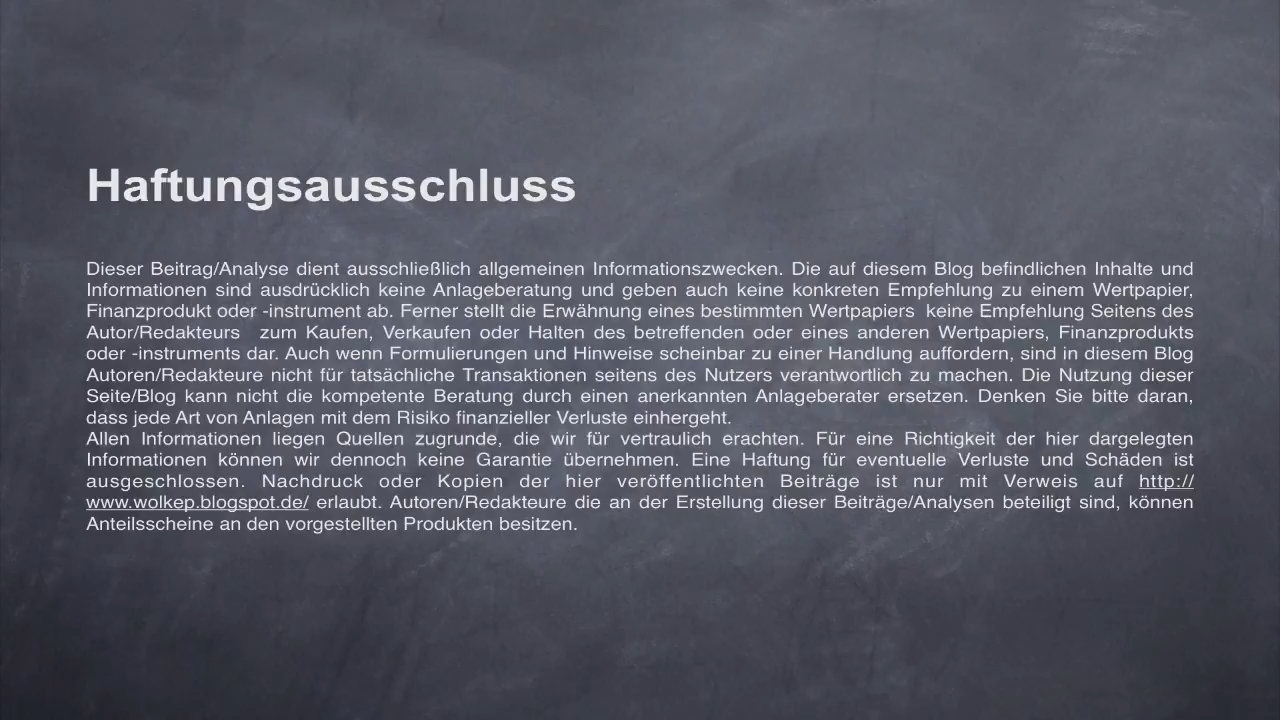 Haftungsausschluss
Dieser Beitrag/Analyse dient ausschließlich allgemeinen Informationszwecken. Die auf diesem Blog befindlichen Inhalte und
Informationen sind ausdrücklich keine Anlageberatung und geben auch keine konkreten Empfehlung zu einem Wertpapier,
Finanzprodukt oder -instrument ab. Ferner stellt die Erwähnung eines bestimmten Wertpapiers keine Empfehlung Seitens des
Autor/Redakteurs zum Kaufen, Verkaufen oder Halten des betreffenden oder eines anderen Wertpapiers, Finanzprodukts
oder -instruments dar. Auch wenn Formulierungen und Hinweise scheinbar zu einer Handlung auffordern, sind in diesem Blog
Autoren/Redakteure nicht für tatsächliche Transaktionen seitens des Nutzers verantwortlich zu machen. Die Nutzung dieser
Seite/Blog kann nicht die kompetente Beratung durch einen anerkannten Anlageberater ersetzen. Denken Sie bitte daran,
dass jede Art von Anlagen mit dem Risiko finanzieller Verluste einhergeht.
Allen Informationen liegen Quellen zugrunde, die wir für vertraulich erachten. Für eine Richtigkeit der hier dargelegten
Informationen können wir dennoch keine Garantie übernehmen. Eine Haftung für eventuelle Verluste und Schäden ist
ausgeschlossen. Nachdruck oder Kopien der hier veröffentlichten Beiträge ist nur mit Verweis auf http://
www.wolkep.blogspot.de/ erlaubt. Autoren/Redakteure die an der Erstellung dieser Beiträge/Analysen beteiligt sind, können
Anteilsscheine an den vorgestellten Produkten besitzen.